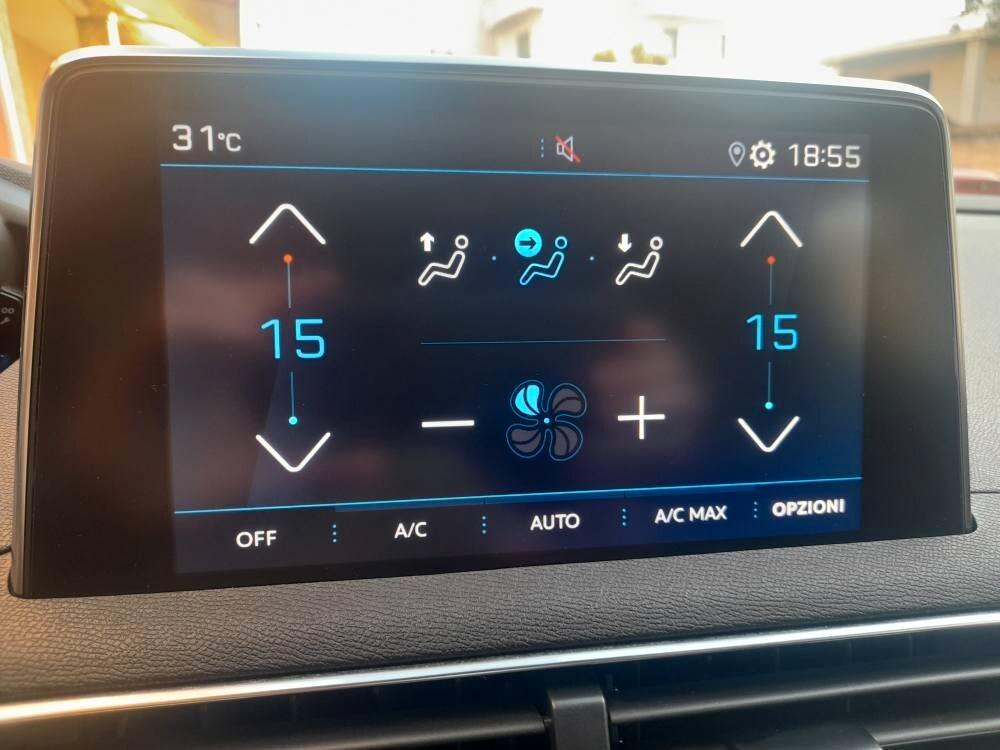 31°C 18:55
15 15
OFF A/C AUTO A/C MAX OPZIONI